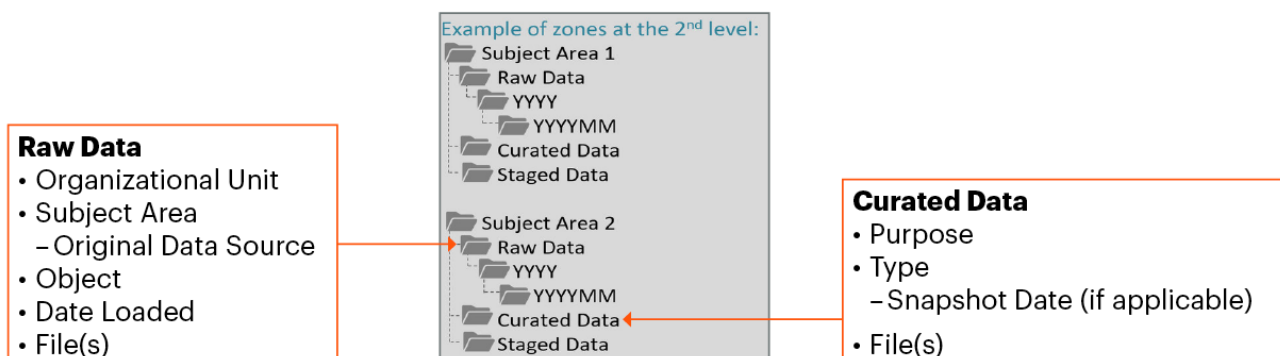 Example of zones at the 2nd level:
Subject Area 1
Raw Data
YYYY
YYYYMM
Curated Data
Staged Data
Subject Area 2
Raw Data
YYYY
YYYYMM
Curated Data
Staged Data
Raw Data
• Organizational Unit
• Subject Area
– Original Data Source
• Object
• Date Loaded
• File(s)
Curated Data
• Purpose
• Type
– Snapshot Date (if applicable)
• File(s)